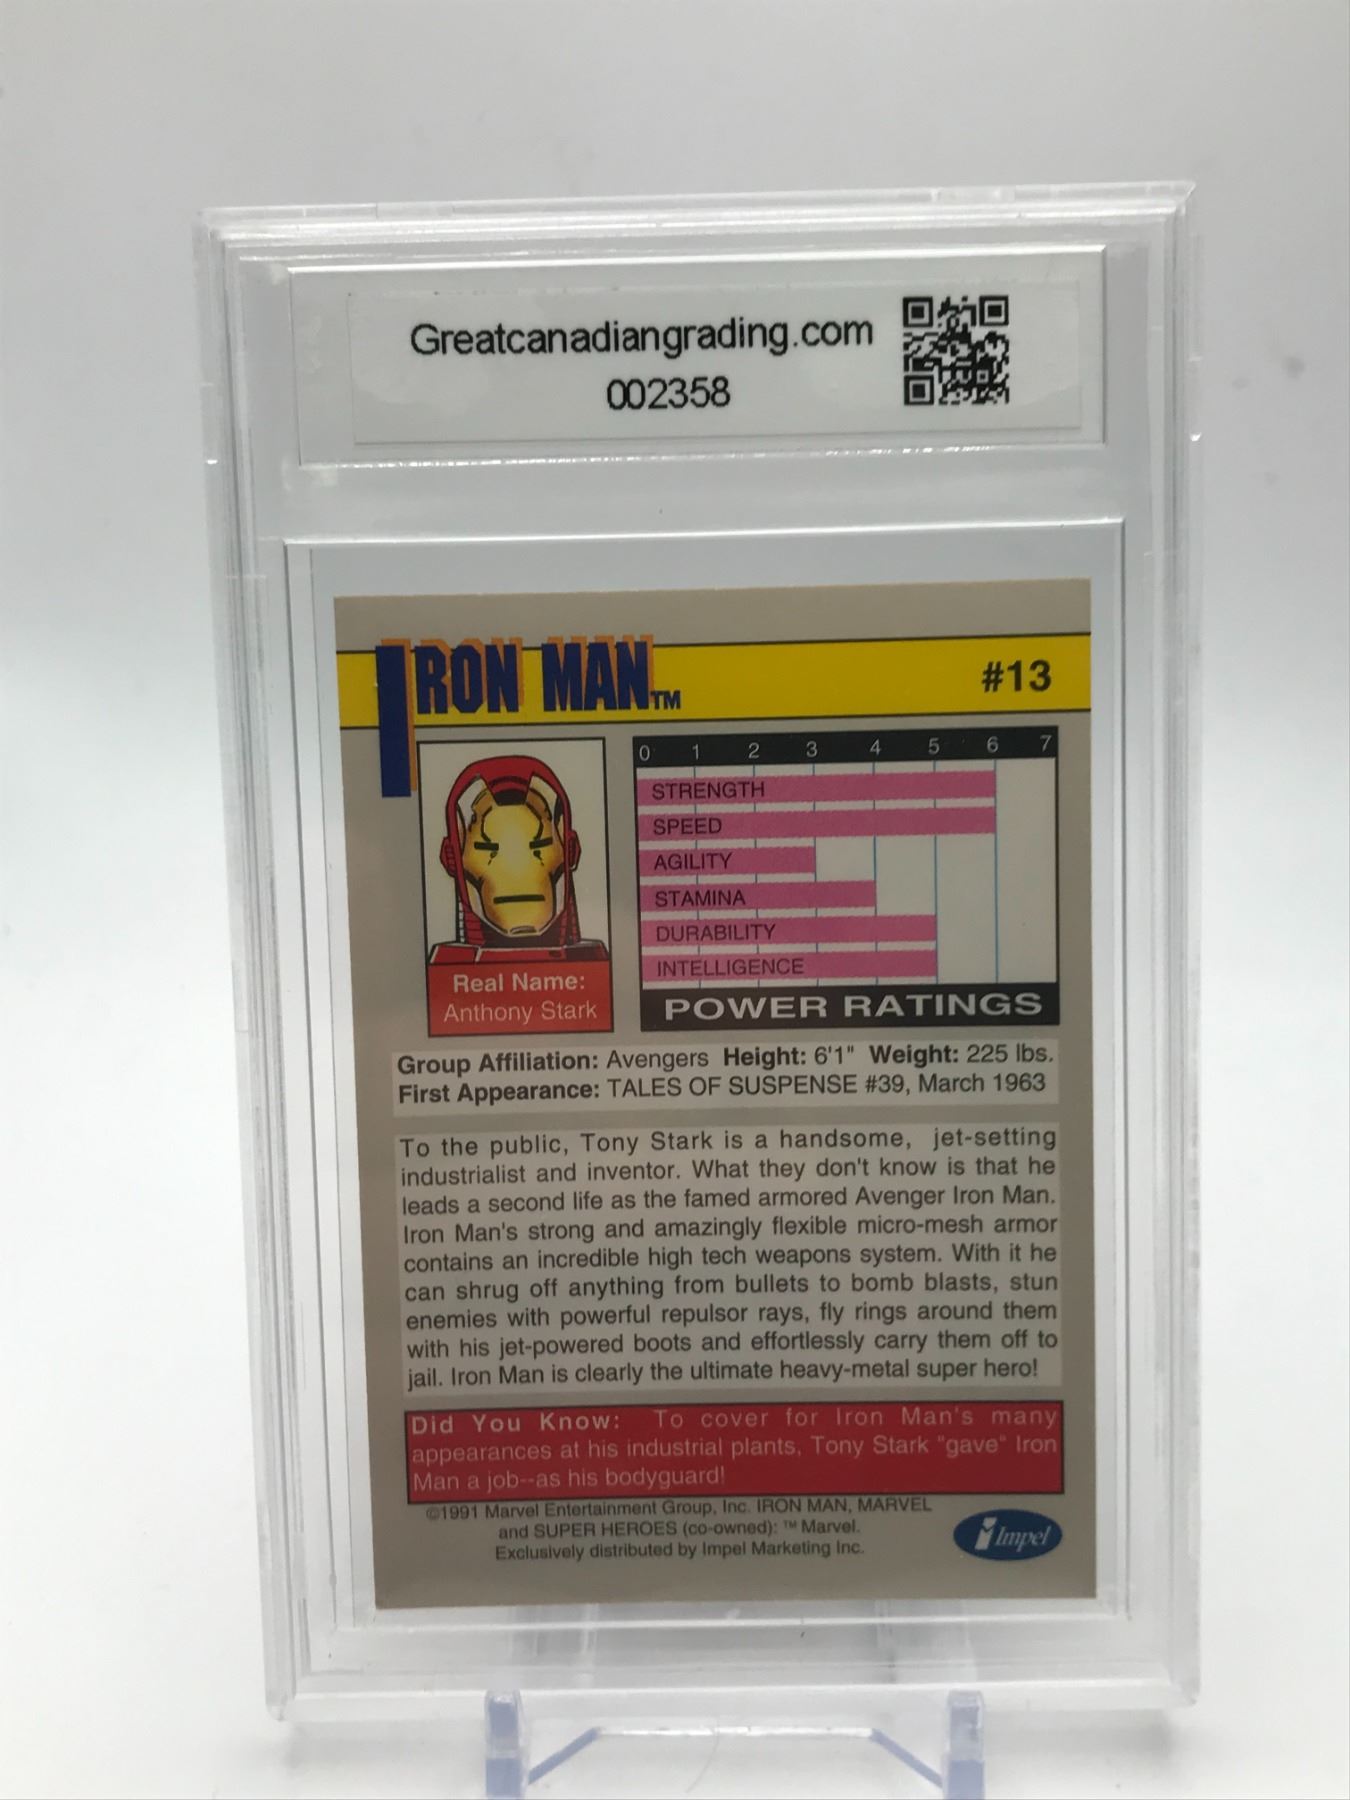 Greatcanadiangrading.com
002358
IRON MAN™
#13
0 1 2 3 4 5 6 7
STRENGTH
SPEED
AGILITY
STAMINA
DURABILITY
INTELLIGENCE
POWER RATINGS
Real Name:
Anthony Stark
Group Affiliation: Avengers Height: 6'1" Weight: 225 lbs.
First Appearance: TALES OF SUSPENSE #39, March 1963
To the public, Tony Stark is a handsome, jet-setting
industrialist and inventor. What they don't know is that he
leads a second life as the famed armored Avenger Iron Man.
Iron Man's strong and amazingly flexible micro-mesh armor
contains an incredible high tech weapons system. With it he
can shrug off anything from bullets to bomb blasts, stun
enemies with powerful repulsor rays, fly rings around them
with his jet-powered boots and effortlessly carry them off to
jail. Iron Man is clearly the ultimate heavy-metal super hero!
Did You Know: To cover for Iron Man's many
appearances at his industrial plants, Tony Stark "gave" Iron
Man a job--as his bodyguard!
©1991 Marvel Entertainment Group, Inc. IRON MAN, MARVEL
and SUPER HEROES (co-owned): ™ Marvel.
Exclusively distributed by Impel Marketing Inc.
Impel